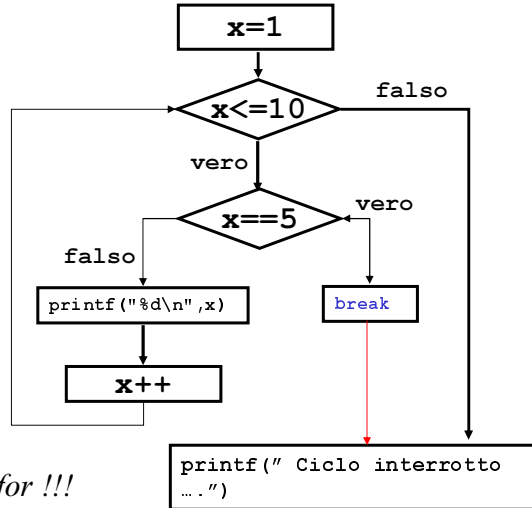 x=1
x<=10
falso
vero
x==5
vero
falso
printf("%d\n",x)
break
x++
printf(” Ciclo interrotto
….”)
for !!!